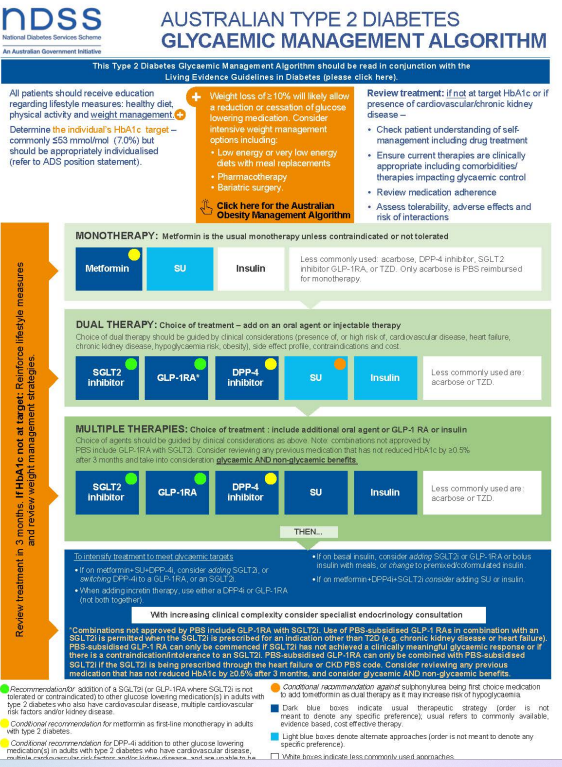 ndss
National Diabetes Services Scheme
An Australian Government Initiative
AUSTRALIAN TYPE 2 DIABETES
GLYCAEMIC MANAGEMENT ALGORITHM
This Type 2 Diabetes Glycaemic Management Algorithm should be read in conjunction with the
Living Evidence Guidelines in Diabetes (please click here).
All patients should receive education
regarding lifestyle measures: healthy diet,
physical activity and weight management.
Determine the individual's HbA1c target –
commonly ≤53 mmol/mol (7.0%) but
should be appropriately individualised
(refer to ADS position statement).
Weight loss of ≥10% will likely allow
a reduction or cessation of glucose
lowering medication. Consider
intensive weight management
options including:
• Low energy or very low energy
diets with meal replacements
• Pharmacotherapy
• Bariatric surgery.
Click here for the Australian
Obesity Management Algorithm
Review treatment: if not at target HbA1c or if
presence of cardiovascular/chronic kidney
disease –
• Check patient understanding of self-
management including drug treatment
• Ensure current therapies are clinically
appropriate including comorbidities/
therapies impacting glycaemic control
• Review medication adherence
• Assess tolerability, adverse effects and
risk of interactions
Review treatment in 3 months. If HbA1c not at target: Reinforce lifestyle measures
and review weight management strategies.
MONOTHERAPY: Metformin is the usual monotherapy unless contraindicated or not tolerated
Metformin
SU
Insulin
Less commonly used: acarbose, DPP-4 inhibitor, SGLT2
inhibitor GLP-1RA, or TZD. Only acarbose is PBS reimbursed
for monotherapy.
DUAL THERAPY: Choice of treatment – add on an oral agent or injectable therapy
Choice of dual therapy should be guided by clinical considerations (presence of, or high risk of, cardiovascular disease, heart failure,
chronic kidney disease, hypoglycaemia risk, obesity), side effect profile, contraindications and cost.
SGLT2
inhibitor
GLP-1RA*
DPP-4
inhibitor
SU
Insulin
Less commonly used are:
acarbose or TZD.
MULTIPLE THERAPIES: Choice of treatment : include additional oral agent or GLP-1 RA or insulin
Choice of agents should be guided by clinical considerations as above. Note: combinations not approved by
PBS include GLP-1RA with SGLT2i. Consider reviewing any previous medication that has not reduced HbA1c by ≥0.5%
after 3 months and take into consideration glycaemic AND non-glycaemic benefits.
SGLT2
inhibitor
GLP-1RA
DPP-4
inhibitor
SU
Insulin
Less commonly used are:
acarbose or TZD.
THEN...
To intensify treatment to meet glycaemic targets
• If on metformin+SU+DPP-4i, consider adding SGLT2i, or
switching DPP-4i to a GLP-1RA, or an SGLT2i.
• When adding incretin therapy, use either a DPP4i or GLP-1RA
(not both together).
• If on basal insulin, consider adding SGLT2i or GLP-1RA or bolus
insulin with meals, or change to premixed/coformulated insulin.
• If on metformin+DPP4i+SGLT2i consider adding SU or insulin.
With increasing clinical complexity consider specialist endocrinology consultation
*Combinations not approved by PBS include GLP-1RA with SGLT2i. Use of PBS-subsidised GLP-1 RAs in combination with an
SGLT2i is permitted when the SGLT2i is prescribed for an indication other than T2D (e.g. chronic kidney disease or heart failure).
PBS-subsidised GLP-1 RA can only be commenced if SGLT2i has not achieved a clinically meaningful glycaemic response or if
there is a contraindication/intolerance to an SGLT2i. PBS-subsidised GLP-1RA can only be combined with PBS-subsidised
SGLT2i if the SGLT2i is being prescribed through the heart failure or CKD PBS code. Consider reviewing any previous
medication that has not reduced HbA1c by ≥0.5% after 3 months, and consider glycaemic AND non-glycaemic benefits.
Recommendation for addition of a SGLT2i (or GLP-1RA where SGLT2i is not
tolerated or contraindicated) to other glucose lowering medication(s) in adults with
type 2 diabetes who also have cardiovascular disease, multiple cardiovascular
risk factors and/or kidney disease.
Conditional recommendation for metformin as first-line monotherapy in adults
with type 2 diabetes.
Conditional recommendation for DPP-4i addition to other glucose lowering
medication(s) in adults with type 2 diabetes who have cardiovascular disease,
multiple cardiovascular risk factors and/or kidney disease, and are unable to be
Conditional recommendation against sulphonylurea being first choice medication
to add to metformin as dual therapy as it may increase risk of hypoglycaemia.
Dark blue boxes indicate usual therapeutic strategy (order is not
meant to denote any specific preference); usual refers to commonly available,
evidence based, cost effective therapy.
Light blue boxes denote alternate approaches (order is not meant to denote any
specific preference).
White boxes indicate less commonly used approaches.